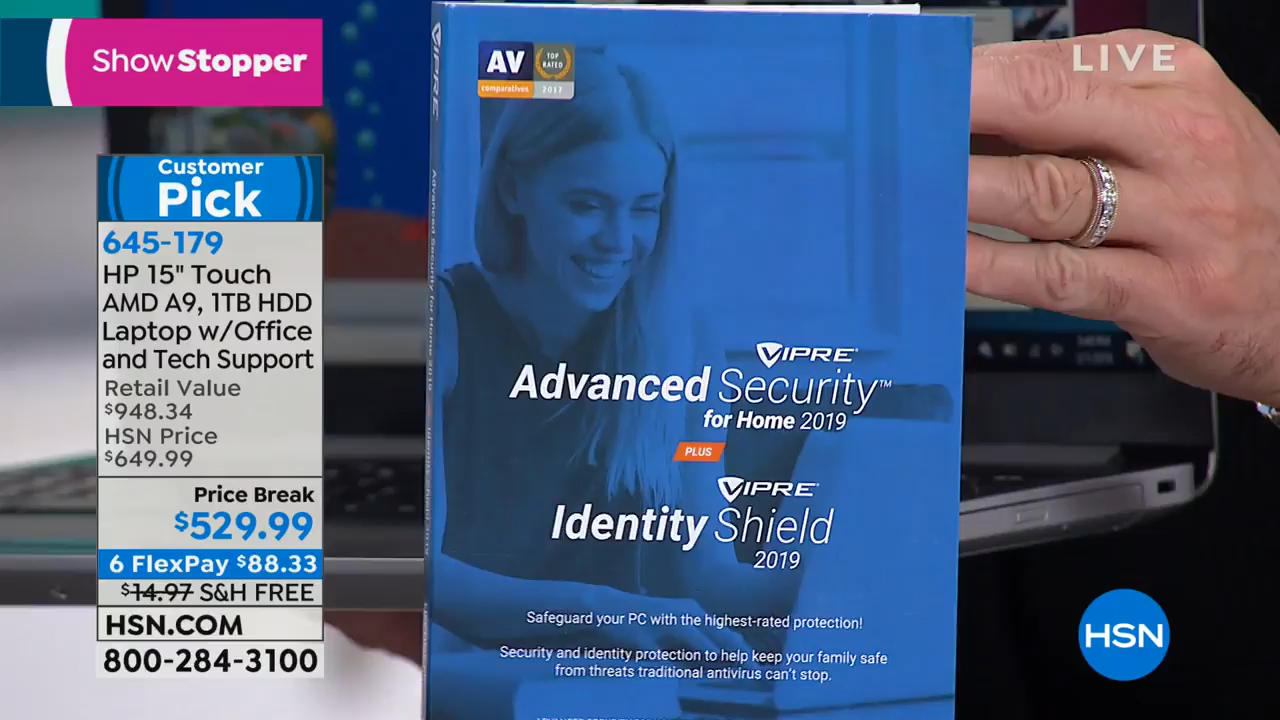 Show Stopper
LIVE
Customer
Pick
645-179
HP 15" Touch
AMD A9, 1TB HDD
Laptop w/Office
and Tech Support
Retail Value
$948.34
HSN Price
$649.99
Price Break
$529.99
6 FlexPay $88.33
$14.97 S&H FREE
HSN.COM
800-284-3100
VIPRE
Advanced Security for Home 2019
AV
comparatives
TOP
RATED
2017
VIPRE®
Advanced Security™
for Home 2019
PLUS
VIPRE®
Identity Shield
2019
Safeguard your PC with the highest-rated protection!
Security and identity protection to help keep your family safe
from threats traditional antivirus can't stop.
HSN